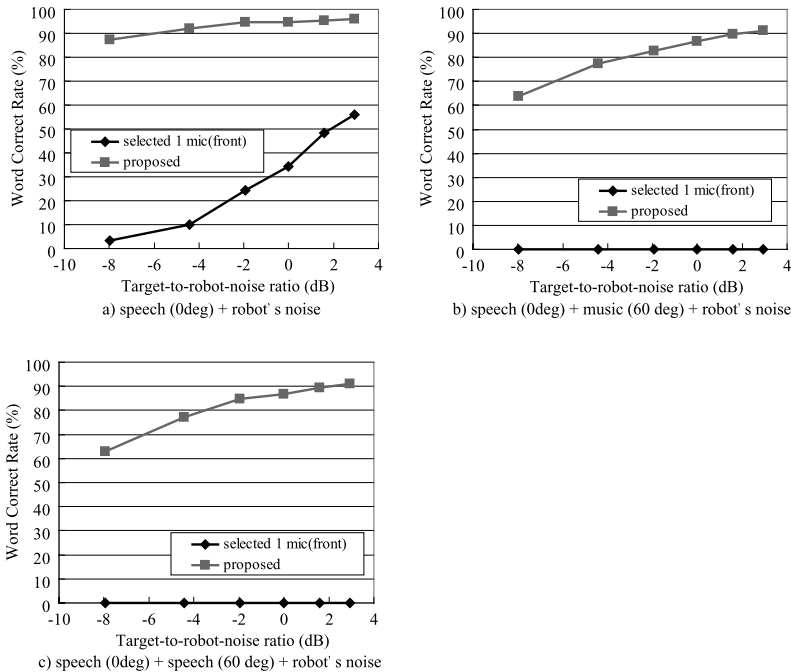 100
90
80
70
60
50
40
30
20
10
0
Word Correct Rate (%)
selected 1 mic(front)
proposed
-10 -8 -6 -4 -2 0 2 4
Target-to-robot-noise ratio (dB)
a) speech (0deg) + robot' s noise
100
90
80
70
60
50
40
30
20
10
0
Word Correct Rate (%)
selected 1 mic(front)
proposed
-10 -8 -6 -4 -2 0 2 4
Target-to-robot-noise ratio (dB)
b) speech (0deg) + music (60 deg) + robot' s noise
100
90
80
70
60
50
40
30
20
10
0
Word Correct Rate (%)
selected 1 mic(front)
proposed
-10 -8 -6 -4 -2 0 2 4
Target-to-robot-noise ratio (dB)
c) speech (0deg) + speech (60 deg) + robot' s noise